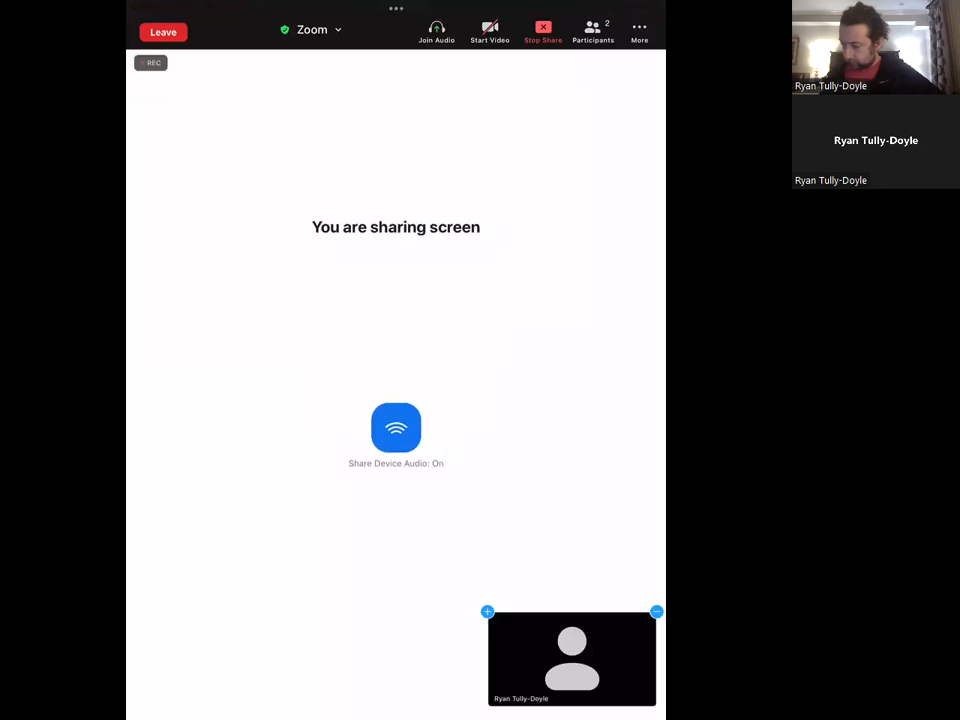 Leave
Zoom
Join Audio
Start Video
Stop Share
2
Participants
More
REC
You are sharing screen
Share Device Audio: On
Ryan Tully-Doyle
Ryan Tully-Doyle
Ryan Tully-Doyle
Ryan Tully-Doyle